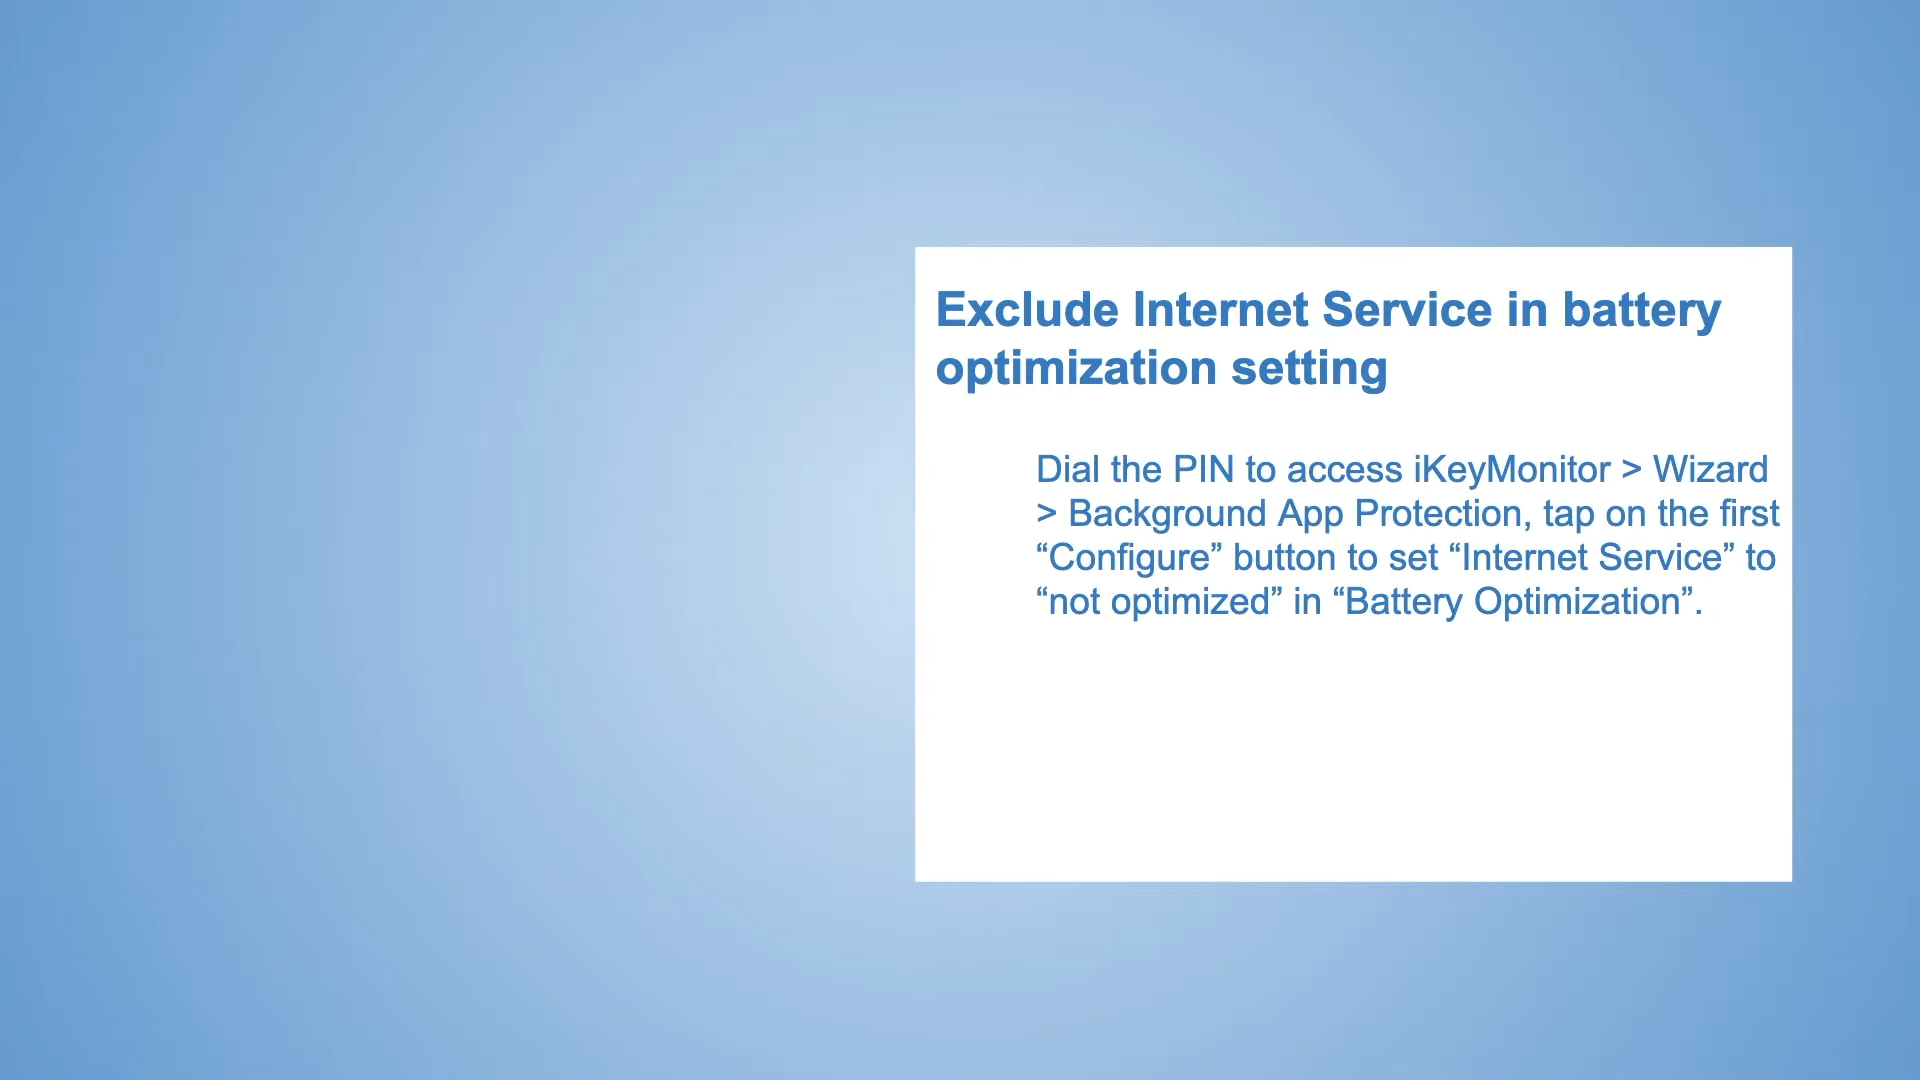 Exclude Internet Service in battery
optimization setting
Dial the PIN to access iKeyMonitor > Wizard
> Background App Protection, tap on the first
“Configure” button to set “Internet Service” to
“not optimized” in “Battery Optimization”.